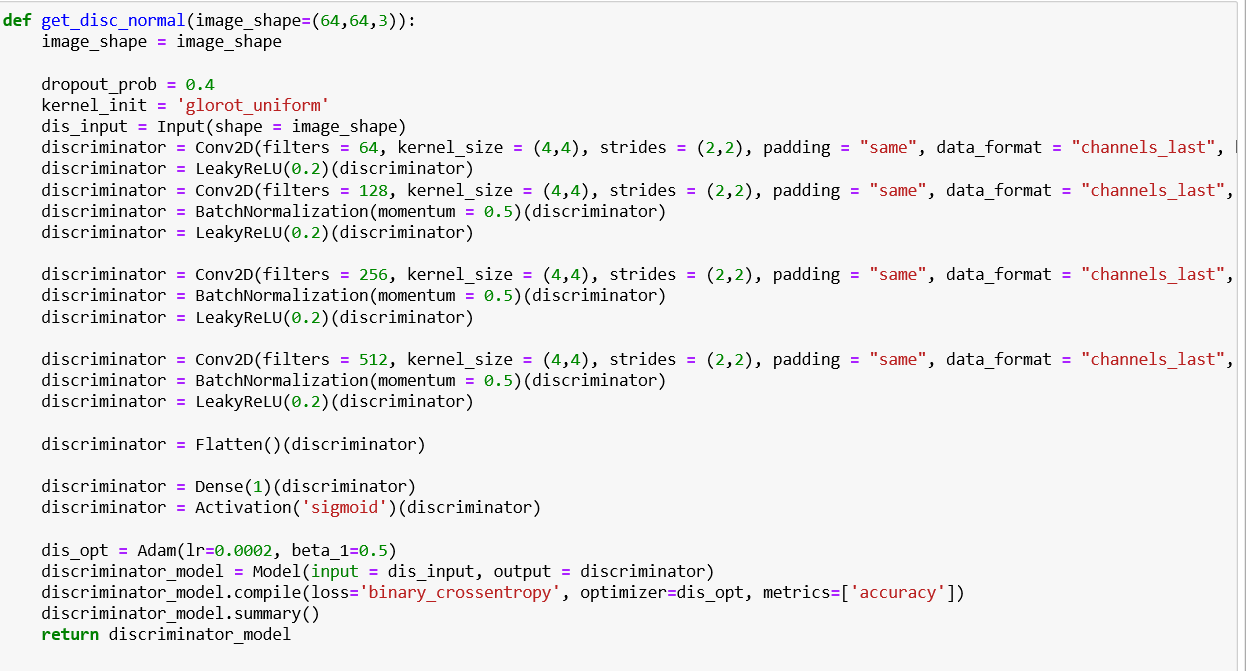 def get_disc_normal(image_shape=(64,64,3)):
    image_shape = image_shape
    dropout_prob = 0.4
    kernel_init = 'glorot_uniform'
    dis_input = Input(shape = image_shape)
    discriminator = Conv2D(filters = 64, kernel_size = (4,4), strides = (2,2), padding = "same", data_format = "channels_last",
    discriminator = LeakyReLU(0.2)(discriminator)
    discriminator = Conv2D(filters = 128, kernel_size = (4,4), strides = (2,2), padding = "same", data_format = "channels_last",
    discriminator = BatchNormalization(momentum = 0.5)(discriminator)
    discriminator = LeakyReLU(0.2)(discriminator)
    discriminator = Conv2D(filters = 256, kernel_size = (4,4), strides = (2,2), padding = "same", data_format = "channels_last",
    discriminator = BatchNormalization(momentum = 0.5)(discriminator)
    discriminator = LeakyReLU(0.2)(discriminator)
    discriminator = Conv2D(filters = 512, kernel_size = (4,4), strides = (2,2), padding = "same", data_format = "channels_last",
    discriminator = BatchNormalization(momentum = 0.5)(discriminator)
    discriminator = LeakyReLU(0.2)(discriminator)
    discriminator = Flatten()(discriminator)
    discriminator = Dense(1)(discriminator)
    discriminator = Activation('sigmoid')(discriminator)
    dis_opt = Adam(lr=0.0002, beta_1=0.5)
    discriminator_model = Model(input = dis_input, output = discriminator)
    discriminator_model.compile(loss='binary_crossentropy', optimizer=dis_opt, metrics=['accuracy'])
    discriminator_model.summary()
    return discriminator_model